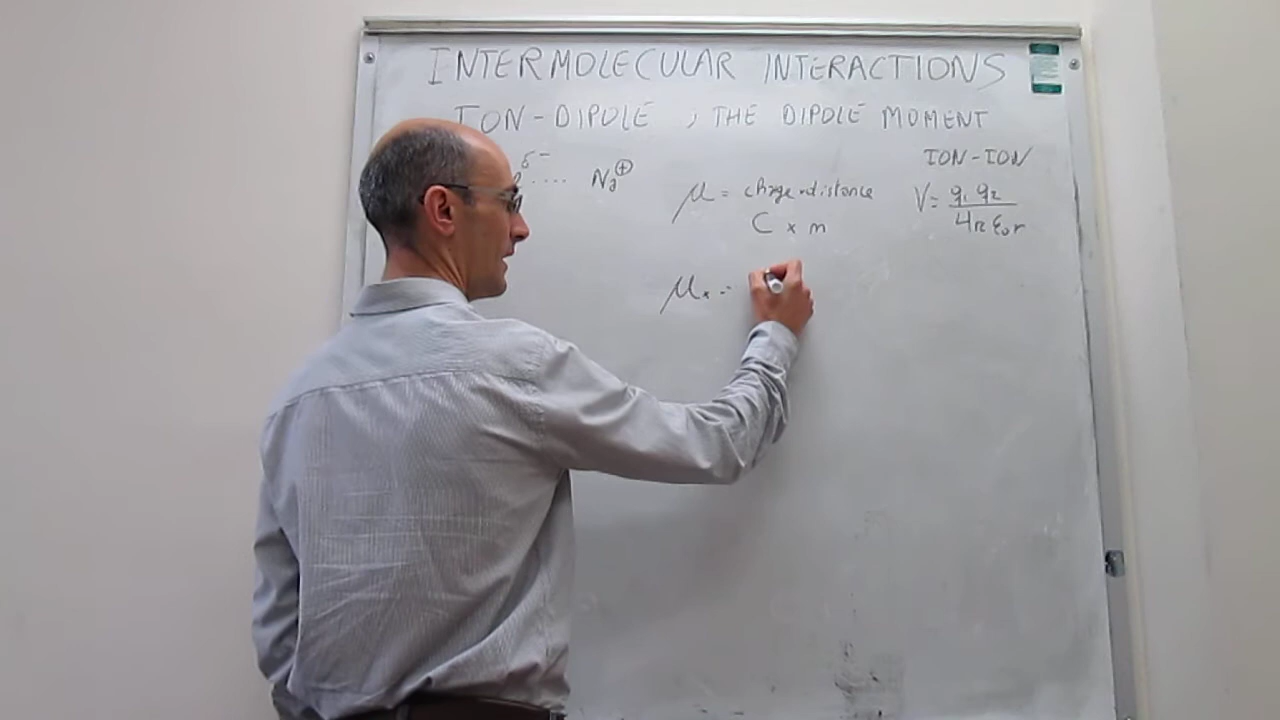 INTERMOLECULAR INTERACTIONS
ION-DIPOLE ; THE DIPOLE MOMENT
δ⁻ .... Na⊕
μ = charge·distance
C x m
ION-ION
V = q₁ q₂ / 4π ε₀ r
μₓ =